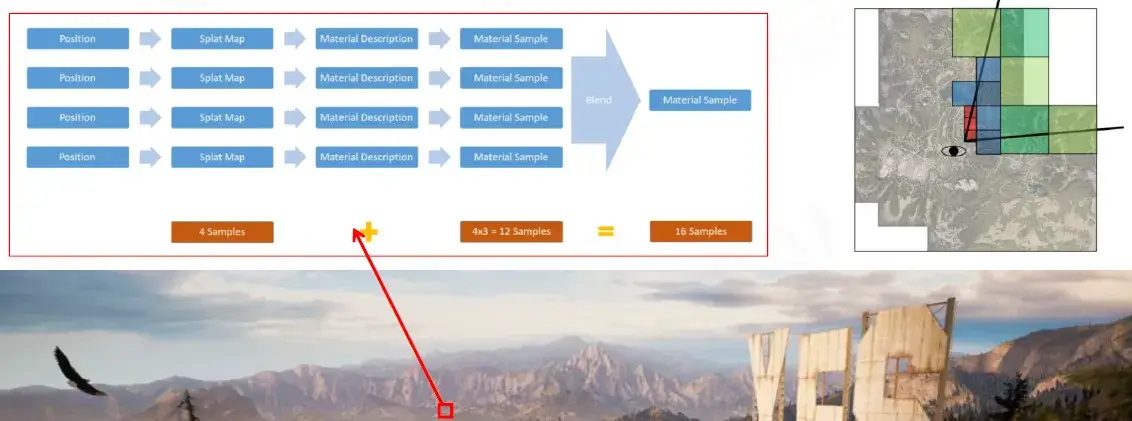 Position Splat Map Material Description Material Sample
Position Splat Map Material Description Material Sample
Blend Material Sample
Position Splat Map Material Description Material Sample
Position Splat Map Material Description Material Sample
4 Samples + 4x3 = 12 Samples = 16 Samples
YES